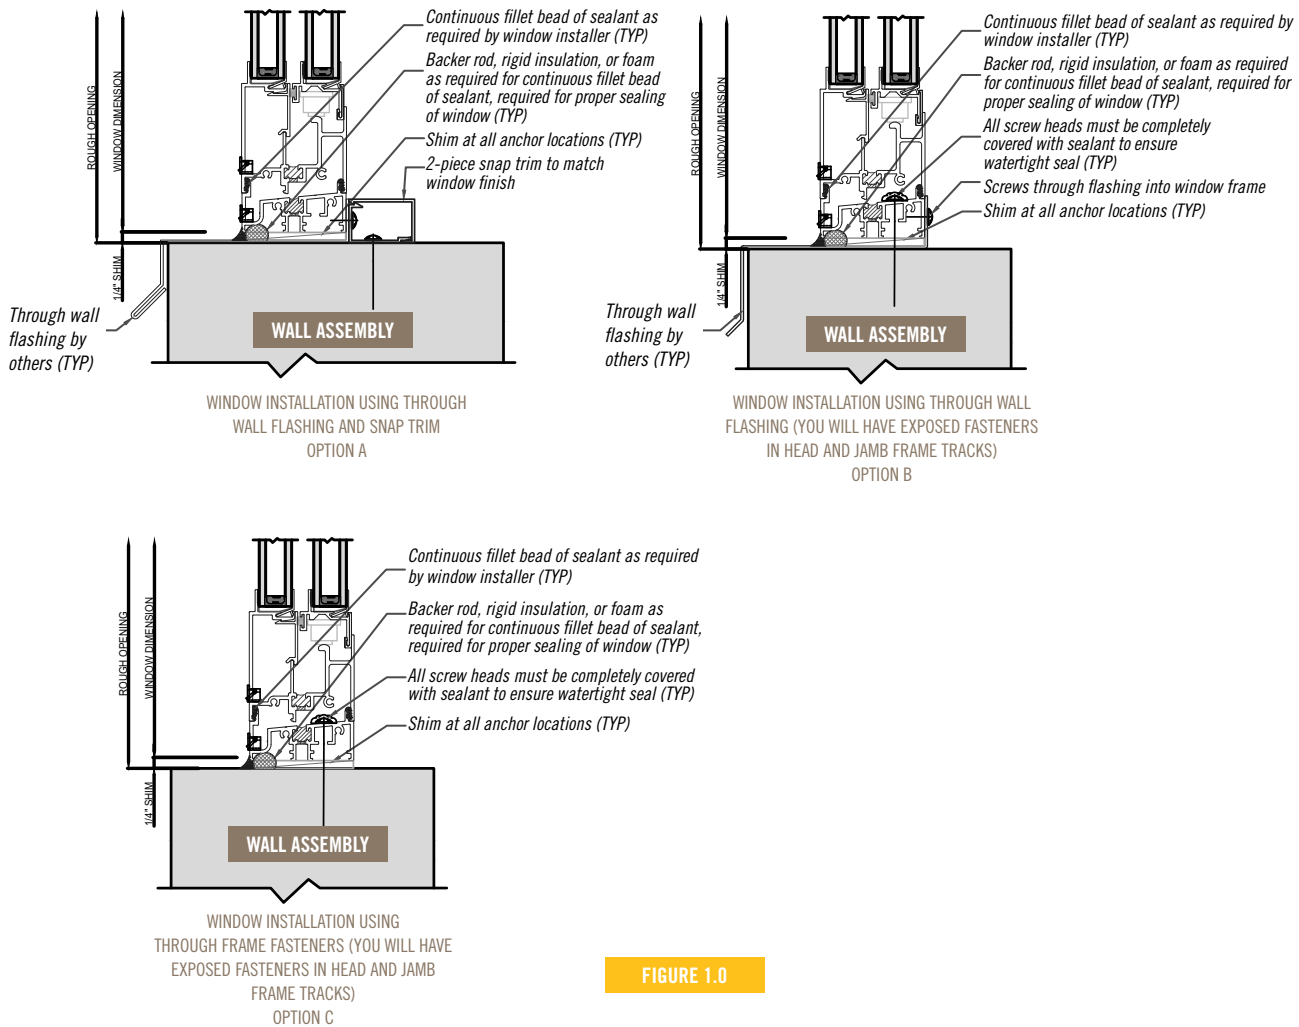 ROUGH OPENING
WINDOW DIMENSION
1/4" SHIM
Continuous fillet bead of sealant as
required by window installer (TYP)
Backer rod, rigid insulation, or foam
as required for continuous fillet bead
of sealant, required for proper sealing
of window (TYP)
Shim at all anchor locations (TYP)
2-piece snap trim to match
window finish
Through wall
flashing by
others (TYP)
WALL ASSEMBLY
WINDOW INSTALLATION USING THROUGH
WALL FLASHING AND SNAP TRIM
OPTION A
ROUGH OPENING
WINDOW DIMENSION
1/4" SHIM
Continuous fillet bead of sealant as required by
window installer (TYP)
Backer rod, rigid insulation, or foam as required
for continuous fillet bead of sealant, required for
proper sealing of window (TYP)
All screw heads must be completely
covered with sealant to ensure
watertight seal (TYP)
Screws through flashing into window frame
Shim at all anchor locations (TYP)
Through wall
flashing by
others (TYP)
WALL ASSEMBLY
WINDOW INSTALLATION USING THROUGH WALL
FLASHING (YOU WILL HAVE EXPOSED FASTENERS
IN HEAD AND JAMB FRAME TRACKS)
OPTION B
ROUGH OPENING
WINDOW DIMENSION
1/4" SHIM
Continuous fillet bead of sealant as required
by window installer (TYP)
Backer rod, rigid insulation, or foam as
required for continuous fillet bead of sealant,
required for proper sealing of window (TYP)
All screw heads must be completely covered
with sealant to ensure watertight seal (TYP)
Shim at all anchor locations (TYP)
WALL ASSEMBLY
WINDOW INSTALLATION USING
THROUGH FRAME FASTENERS (YOU WILL HAVE
EXPOSED FASTENERS IN HEAD AND JAMB
FRAME TRACKS)
OPTION C
FIGURE 1.0